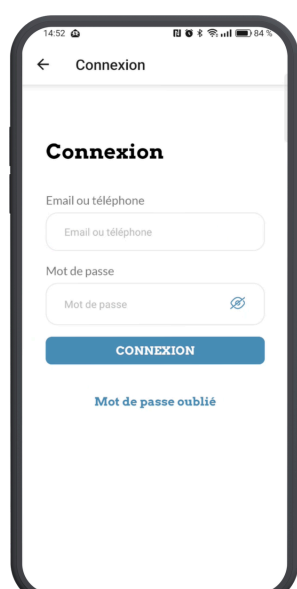 14:52
84 %
Connexion
Connexion
Email ou téléphone
Email ou téléphone
Mot de passe
Mot de passe
CONNEXION
Mot de passe oublié